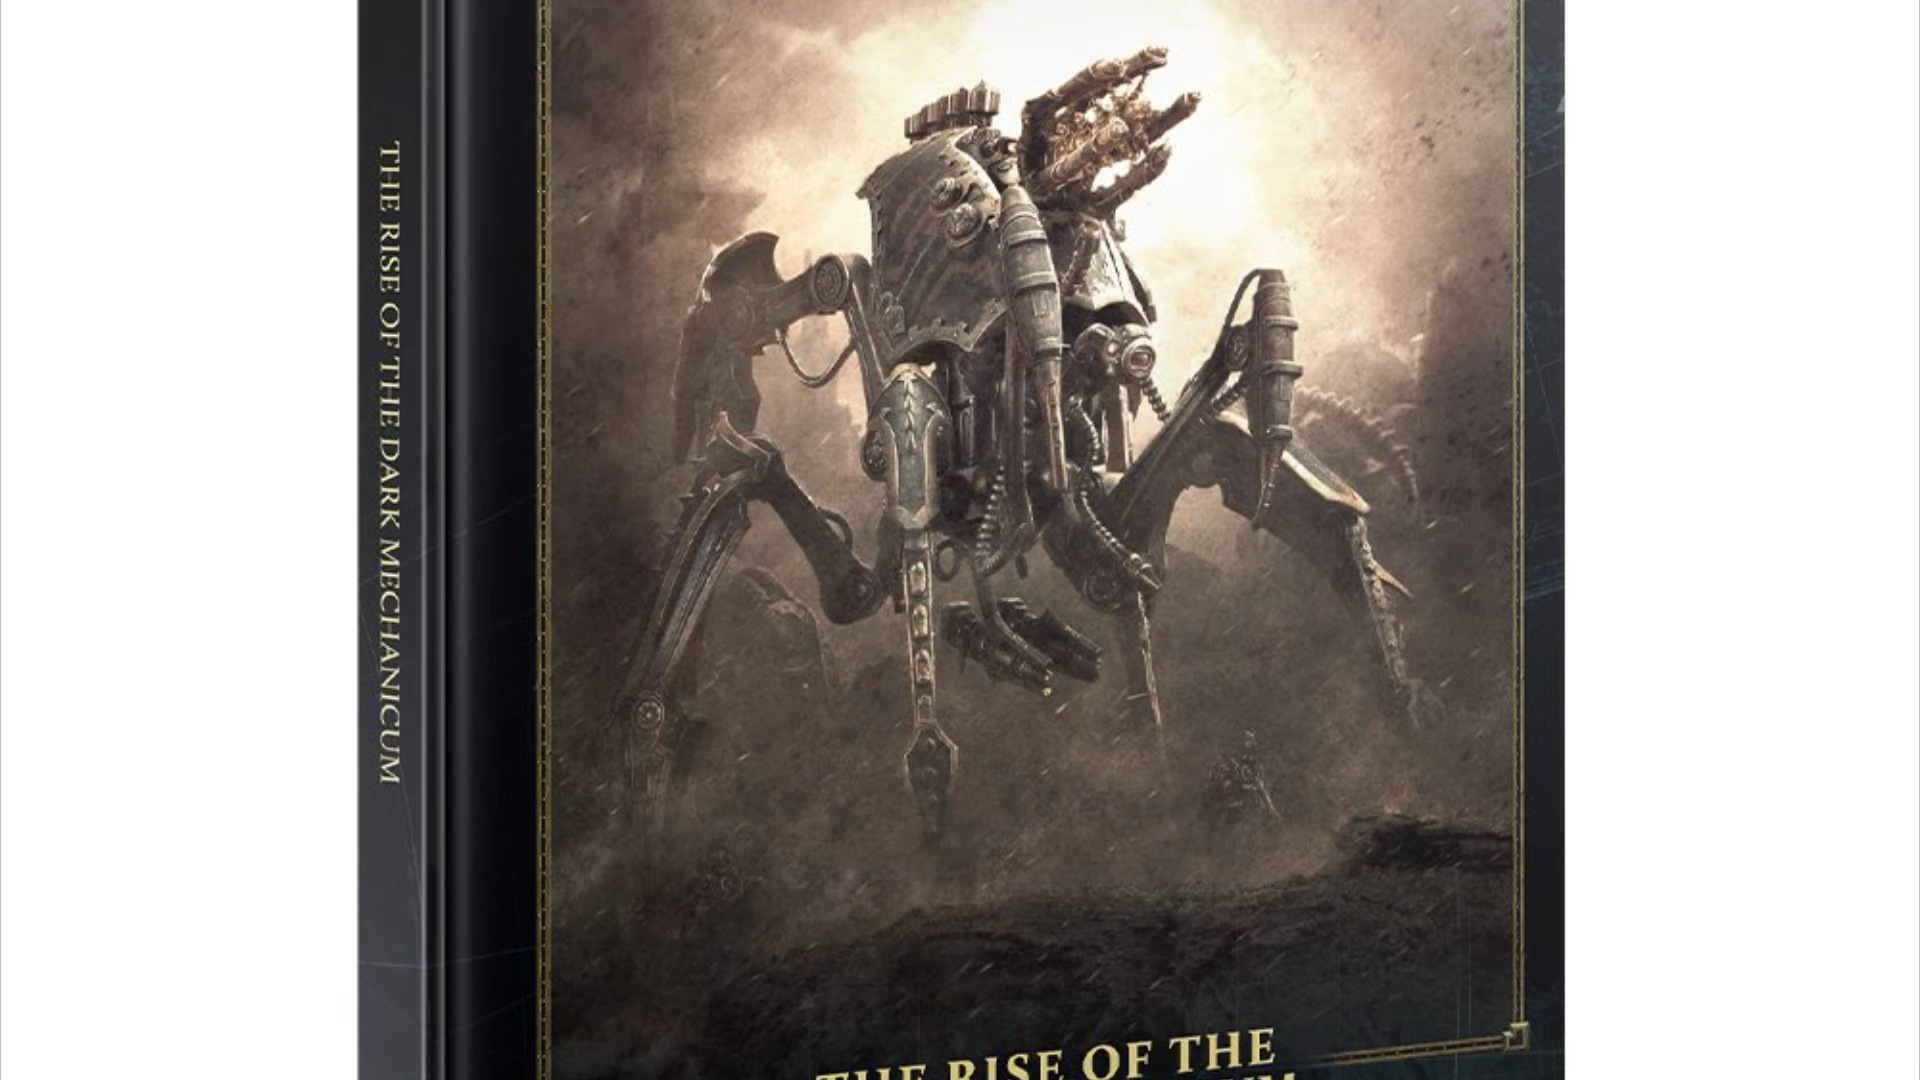 THE RISE OF THE DARK MECHANICUM
THE RISE OF THE